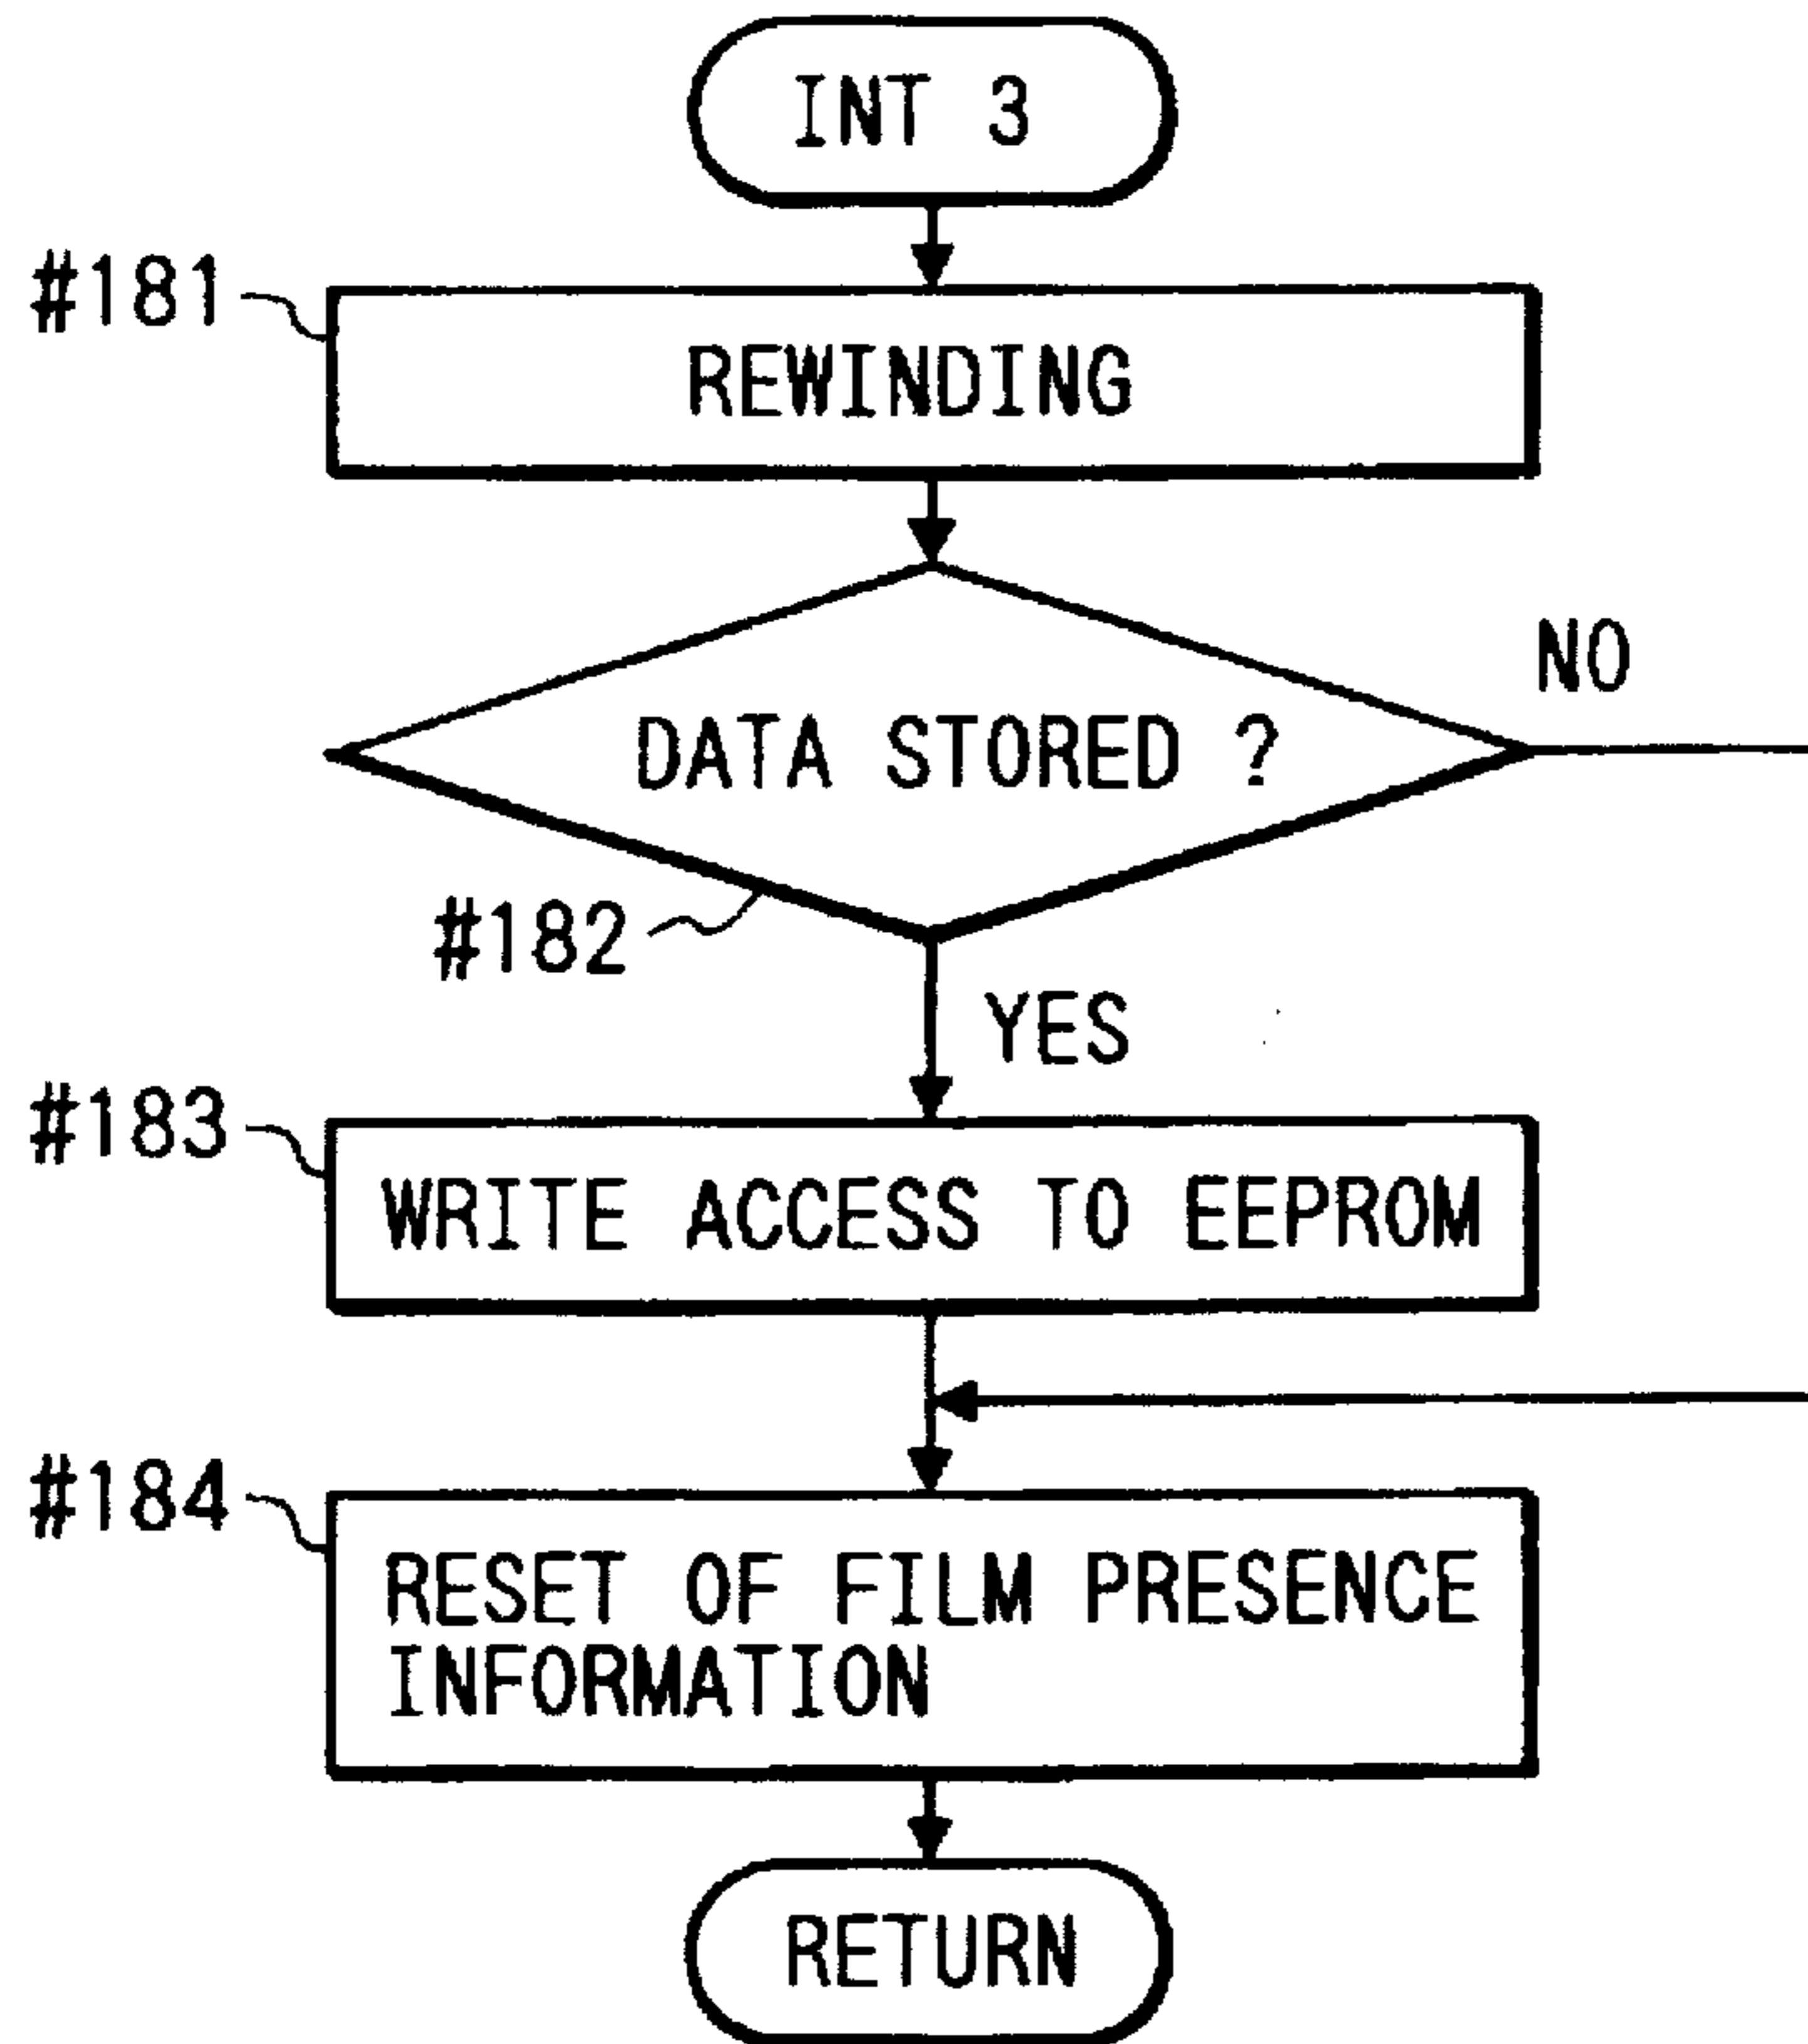 INT 3
#181
REWINDING
NO
DATA STORED ?
#182
YES
#183
WRITE ACCESS TO EEPROM
#184
RESET OF FILM PRESENCE
INFORMATION
RETURN